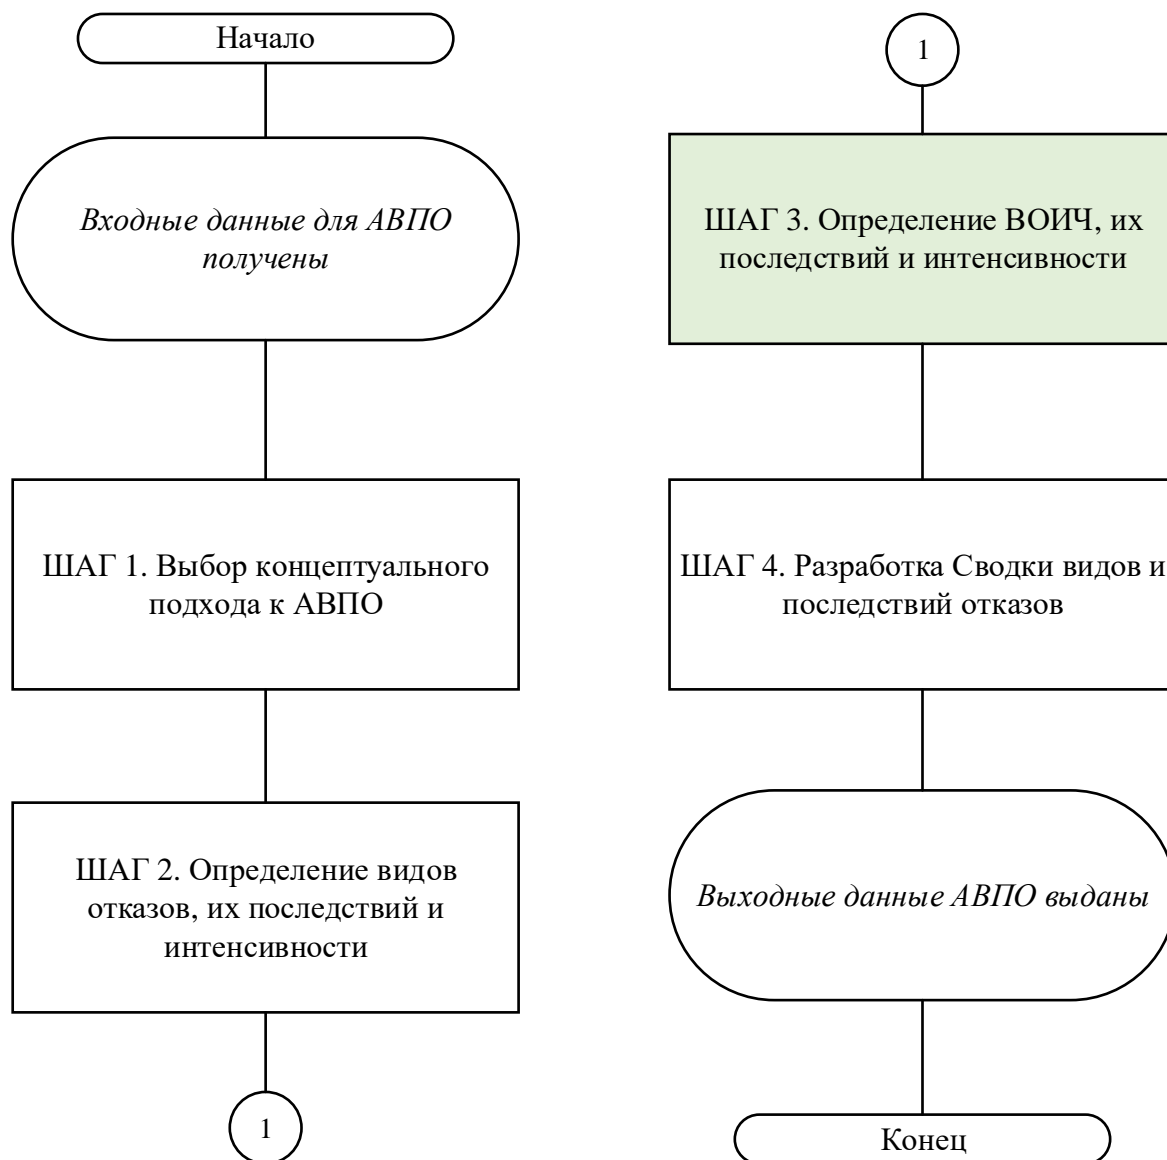 Начало
Входные данные для АВПО
получены
ШАГ 1. Выбор концептуального
подхода к АВПО
ШАГ 2. Определение видов
отказов, их последствий и
интенсивности
1
1
ШАГ 3. Определение ВОИЧ, их
последствий и интенсивности
ШАГ 4. Разработка Сводки видов и
последствий отказов
Выходные данные АВПО выданы
Конец